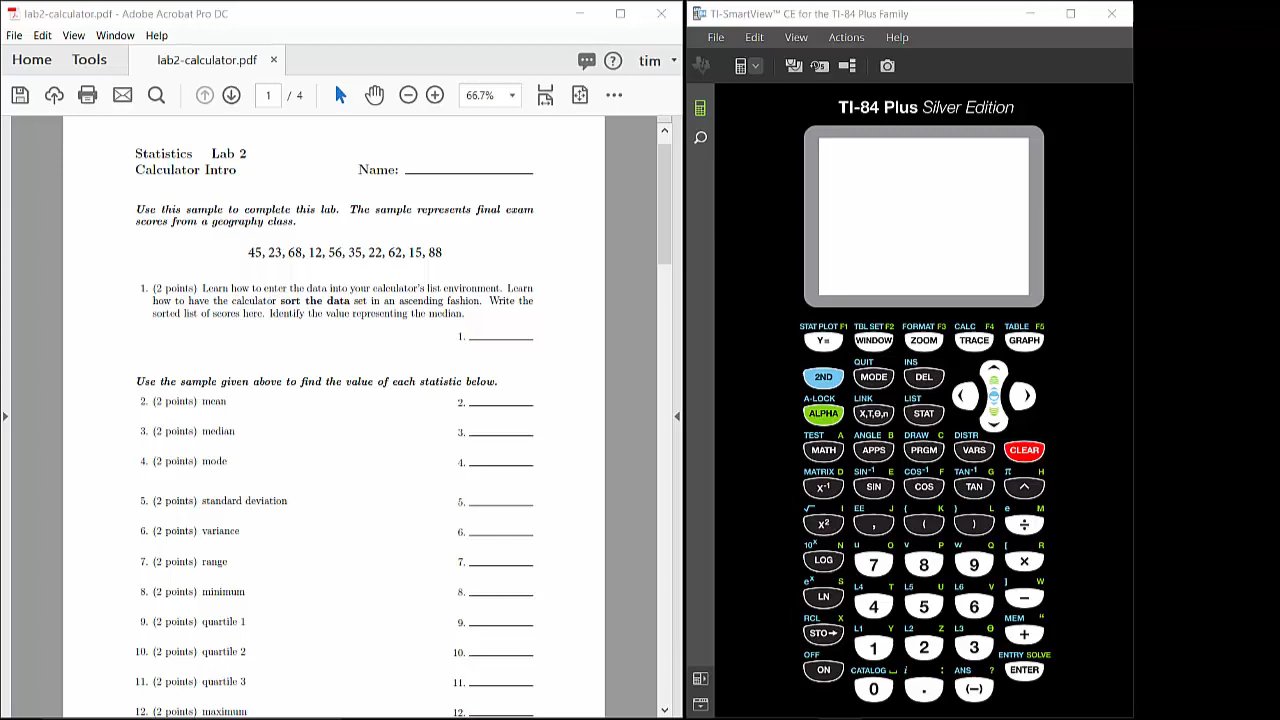 lab2-calculator.pdf - Adobe Acrobat Pro DC
File Edit View Window Help
Home Tools lab2-calculator.pdf × ? tim
1 / 4 66.7%
Statistics Lab 2
Calculator Intro Name:
Use this sample to complete this lab. The sample represents final exam
scores from a geography class.
45, 23, 68, 12, 56, 35, 22, 62, 15, 88
1. (2 points) Learn how to enter the data into your calculator's list environment. Learn
how to have the calculator sort the data set in an ascending fashion. Write the
sorted list of scores here. Identify the value representing the median.
1.
Use the sample given above to find the value of each statistic below.
2. (2 points) mean 2.
3. (2 points) median 3.
4. (2 points) mode 4.
5. (2 points) standard deviation 5.
6. (2 points) variance 6.
7. (2 points) range 7.
8. (2 points) minimum 8.
9. (2 points) quartile 1 9.
10. (2 points) quartile 2 10.
11. (2 points) quartile 3 11.
12. (2 points) maximum 12.
TI-SmartView™ CE for the TI-84 Plus Family
File Edit View Actions Help
TI-84 Plus Silver Edition
STAT PLOT F1 TBL SET F2 FORMAT F3 CALC F4 TABLE F5
Y= WINDOW ZOOM TRACE GRAPH
QUIT INS
2ND MODE DEL
A-LOCK LINK LIST
ALPHA X,T,Θ,n STAT
TEST A ANGLE B DRAW C DISTR
MATH APPS PRGM VARS CLEAR
MATRIX D SIN⁻¹ E COS⁻¹ F TAN⁻¹ G π H
x⁻¹ SIN COS TAN ^
√ I EE J { K } L e M
x² , ( ) ÷
10ˣ N u O v P w Q [ R
LOG 7 8 9 ×
eˣ S L4 T L5 U L6 V ] W
LN 4 5 6 −
RCL X L1 Y L2 Z L3 θ MEM "
STO→ 1 2 3 +
OFF CATALOG ⎵ i : ANS ? ENTRY SOLVE
ON 0 . (−) ENTER